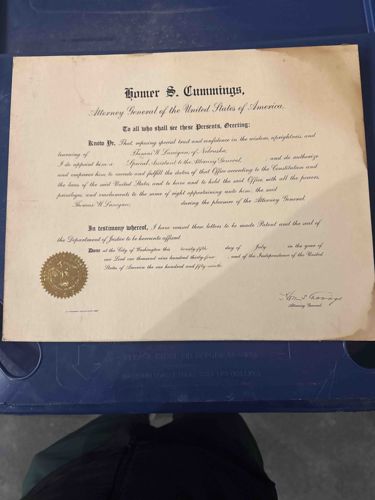 Homer S. Cummings,
Attorney General of the United States of America,
To all who shall see these Presents, Greeting:
Know Ye, That reposing special trust and confidence in the wisdom, uprightness, and
learning of Thomas W. Lanigan, of Nebraska,
I do appoint him a Special Assistant to the Attorney General, and do authorize
and empower him to execute and fulfill the duties of that Office according to the Constitution and
the laws of the said United States, and to have and to hold the said Office, with all the powers,
privileges, and emoluments to the same of right appertaining unto him, the said
Thomas W. Lanigan, during the pleasure of the Attorney General.
In testimony whereof, I have caused these letters to be made Patent and the seal of
the Department of Justice to be hereunto affixed.
Done at the City of Washington this twenty-fifth day of July in the year of
our Lord one thousand nine hundred thirty-four, and of the Independence of the United
States of America the one hundred and fifty-ninth.
Homer S. Cummings
Attorney General.